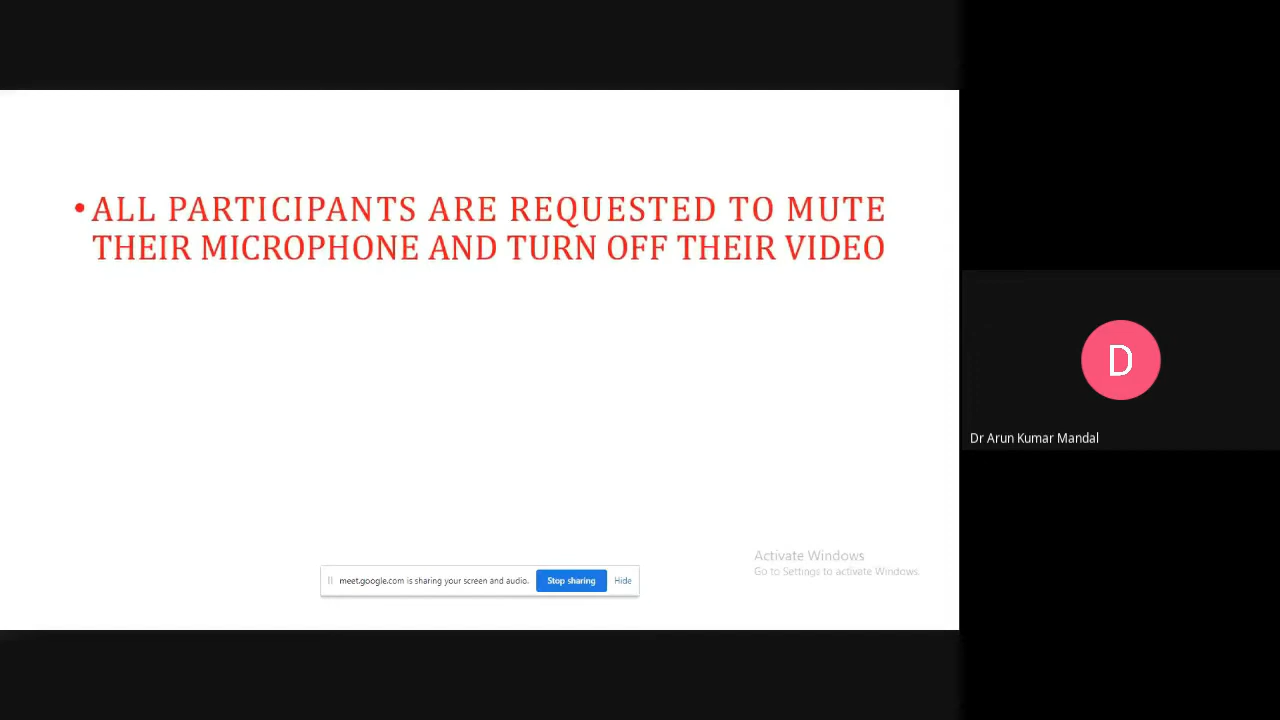 • ALL PARTICIPANTS ARE REQUESTED TO MUTE
THEIR MICROPHONE AND TURN OFF THEIR VIDEO
D
Dr Arun Kumar Mandal
Activate Windows
Go to Settings to activate Windows.
meet.google.com is sharing your screen and audio. Stop sharing Hide